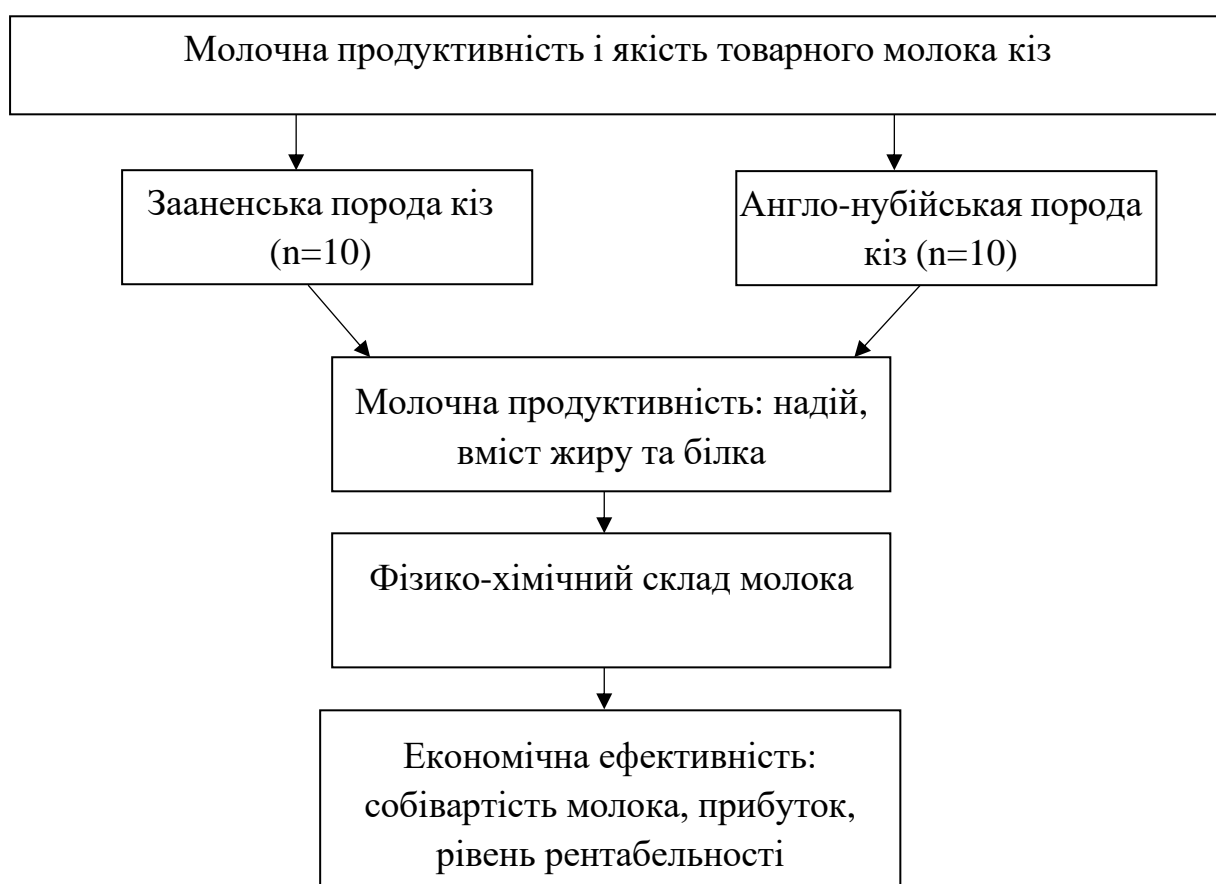 Молочна продуктивність і якість товарного молока кіз
Зааненська порода кіз
(n=10)
Англо-нубійськая порода
кіз (n=10)
Молочна продуктивність: надій,
вміст жиру та білка
Фізико-хімічний склад молока
Економічна ефективність:
собівартість молока, прибуток,
рівень рентабельності